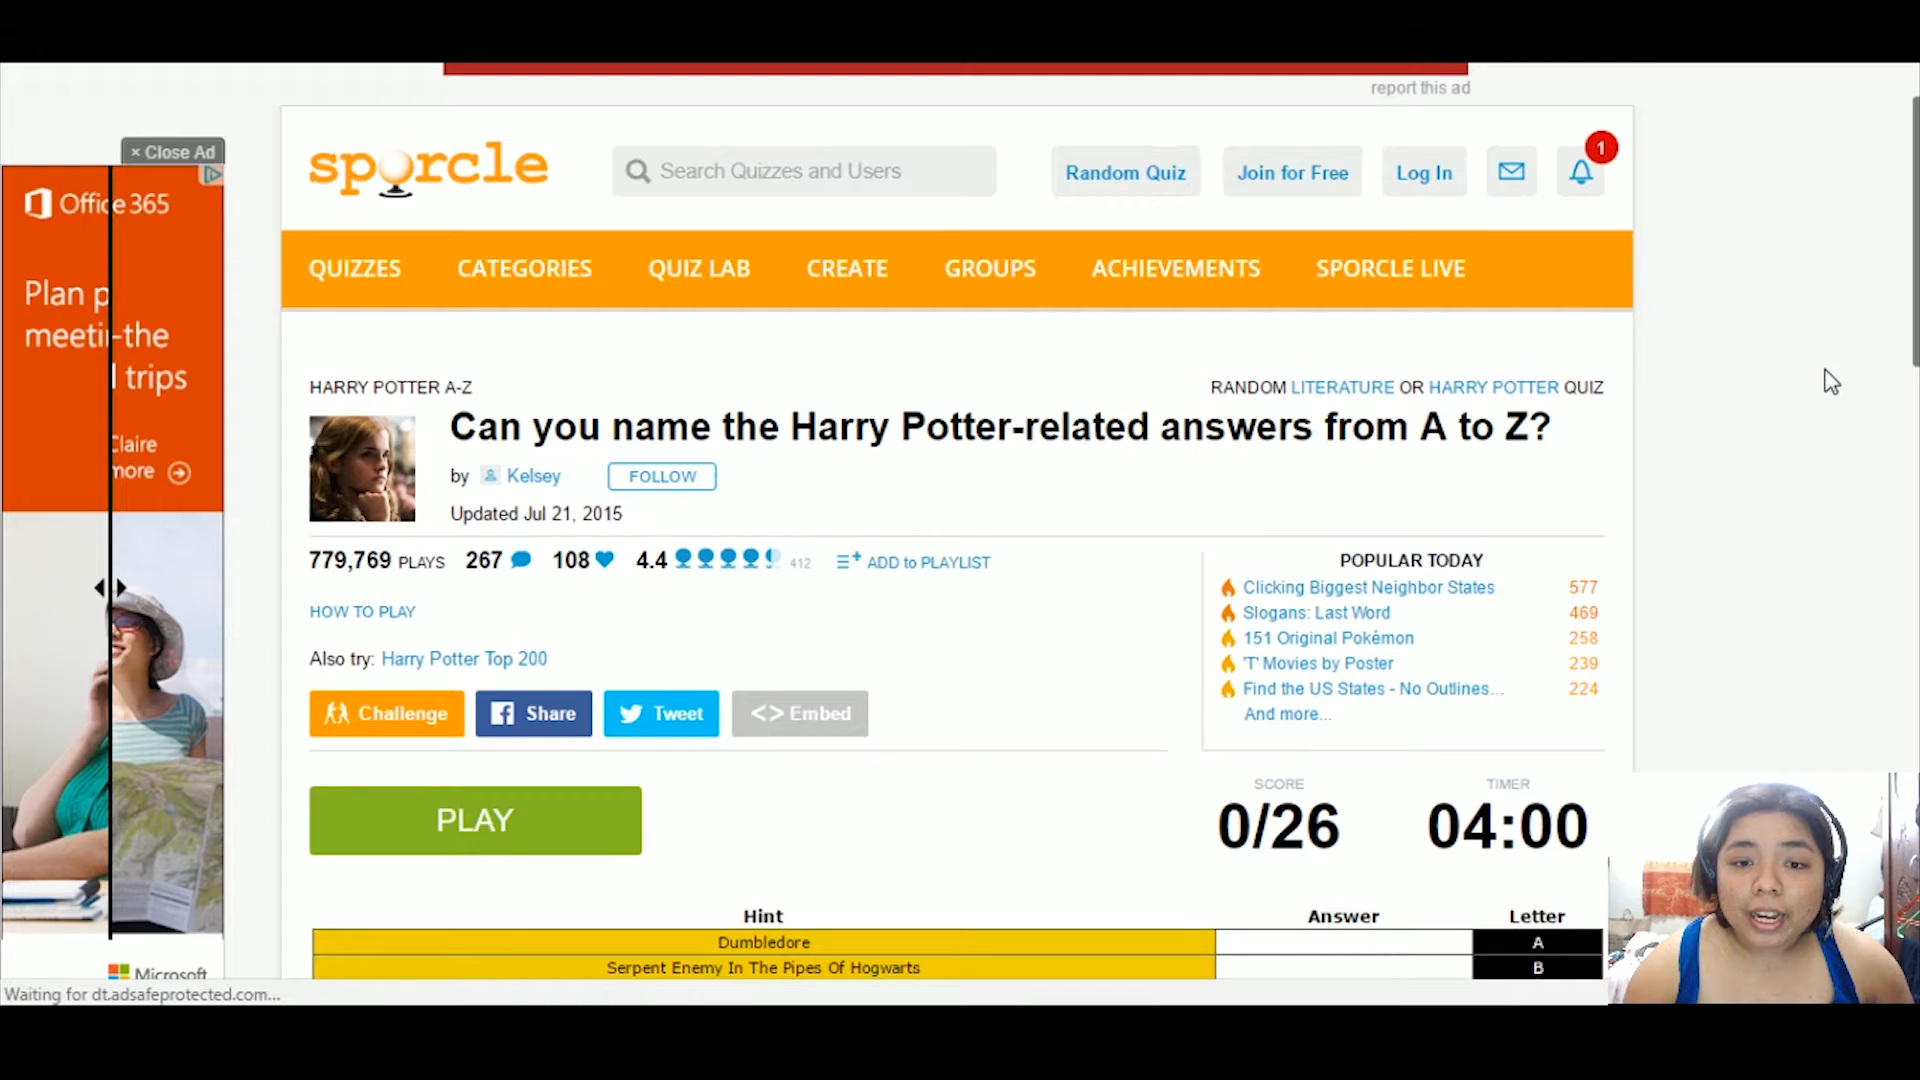 report this ad
× Close Ad
Office 365
Plan p
meeti-the
l trips
Claire
more
Microsoft
sporcle
Search Quizzes and Users
Random Quiz
Join for Free
Log In
1
QUIZZES
CATEGORIES
QUIZ LAB
CREATE
GROUPS
ACHIEVEMENTS
SPORCLE LIVE
HARRY POTTER A-Z
RANDOM LITERATURE OR HARRY POTTER QUIZ
Can you name the Harry Potter-related answers from A to Z?
by Kelsey
FOLLOW
Updated Jul 21, 2015
779,769 PLAYS 267 108 4.4 412 ADD to PLAYLIST
HOW TO PLAY
Also try: Harry Potter Top 200
Challenge
Share
Tweet
<> Embed
POPULAR TODAY
Clicking Biggest Neighbor States 577
Slogans: Last Word 469
151 Original Pokémon 258
'T' Movies by Poster 239
Find the US States - No Outlines... 224
And more...
PLAY
SCORE
0/26
TIMER
04:00
Hint Answer Letter
Dumbledore A
Serpent Enemy In The Pipes Of Hogwarts B
Waiting for dt.adsafeprotected.com...